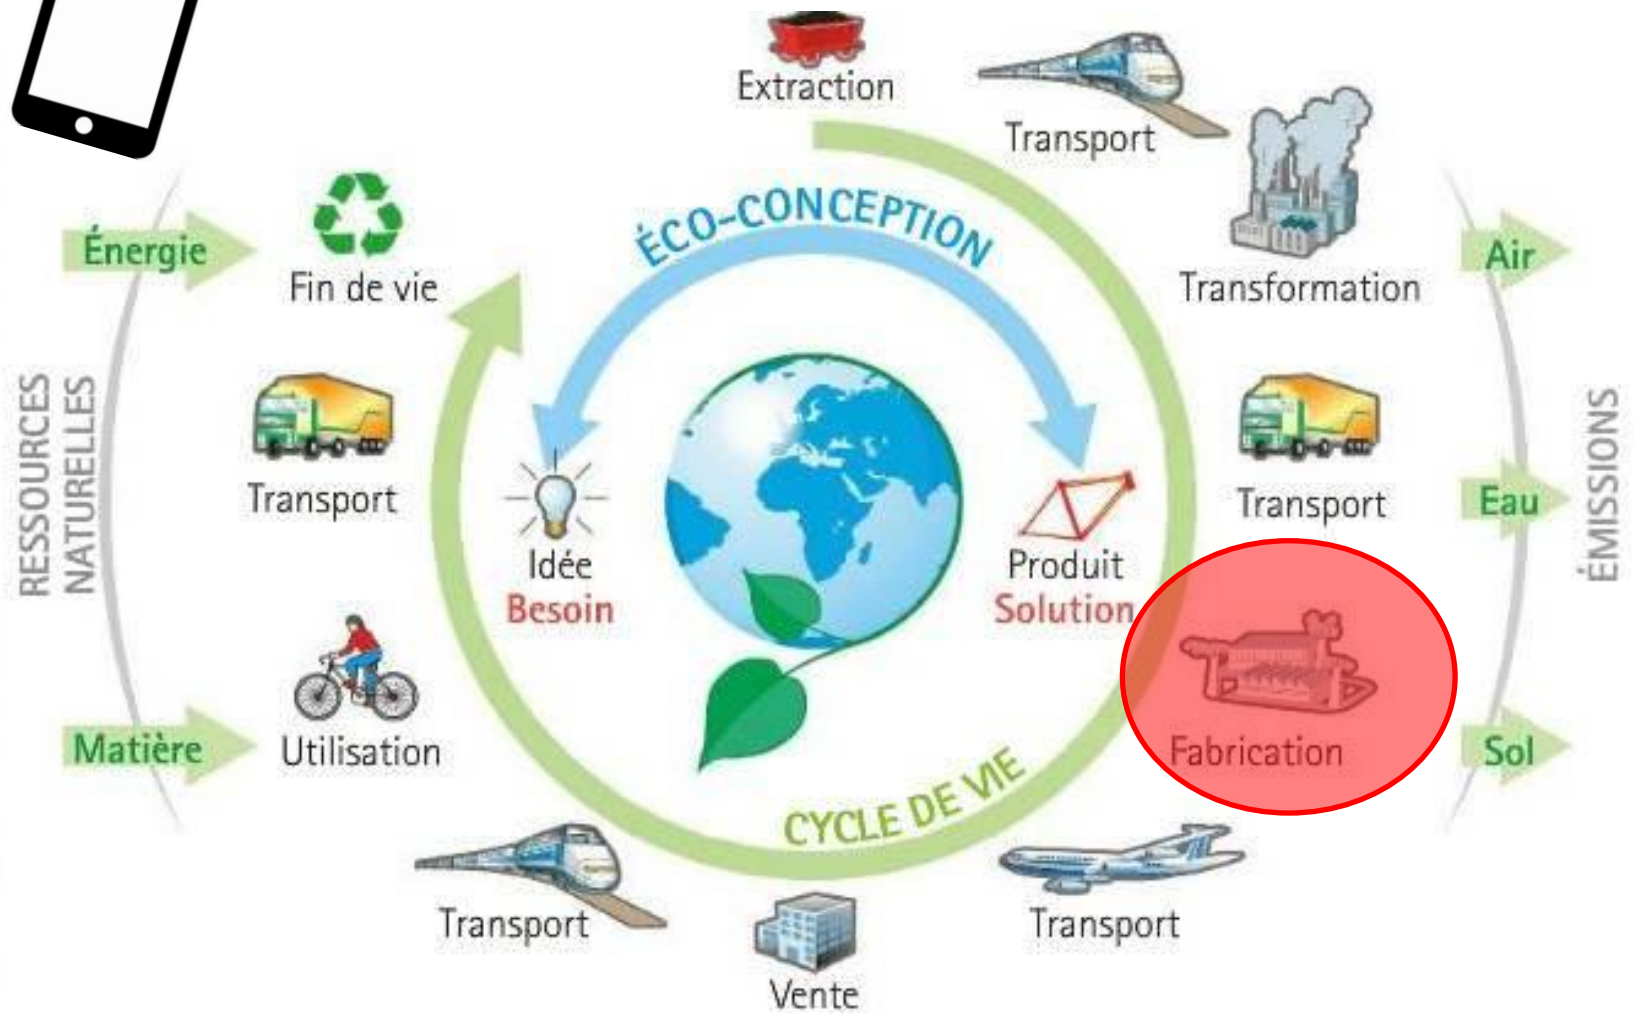 Extraction
Transport
ÉCO-CONCEPTION
Énergie
Fin de vie
Transformation
Air
RESSOURCES
NATURELLES
Transport
Transport
Eau
ÉMISSIONS
Idée
Besoin
Produit
Solution
Matière
Utilisation
Fabrication
Sol
CYCLE DE VIE
Transport
Transport
Vente